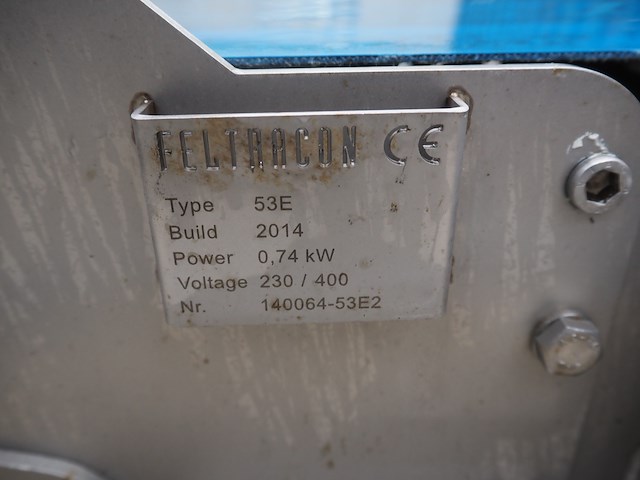 FELTRACON CE
Type 53E
Build 2014
Power 0,74 kW
Voltage 230 / 400
Nr. 140064-53E2